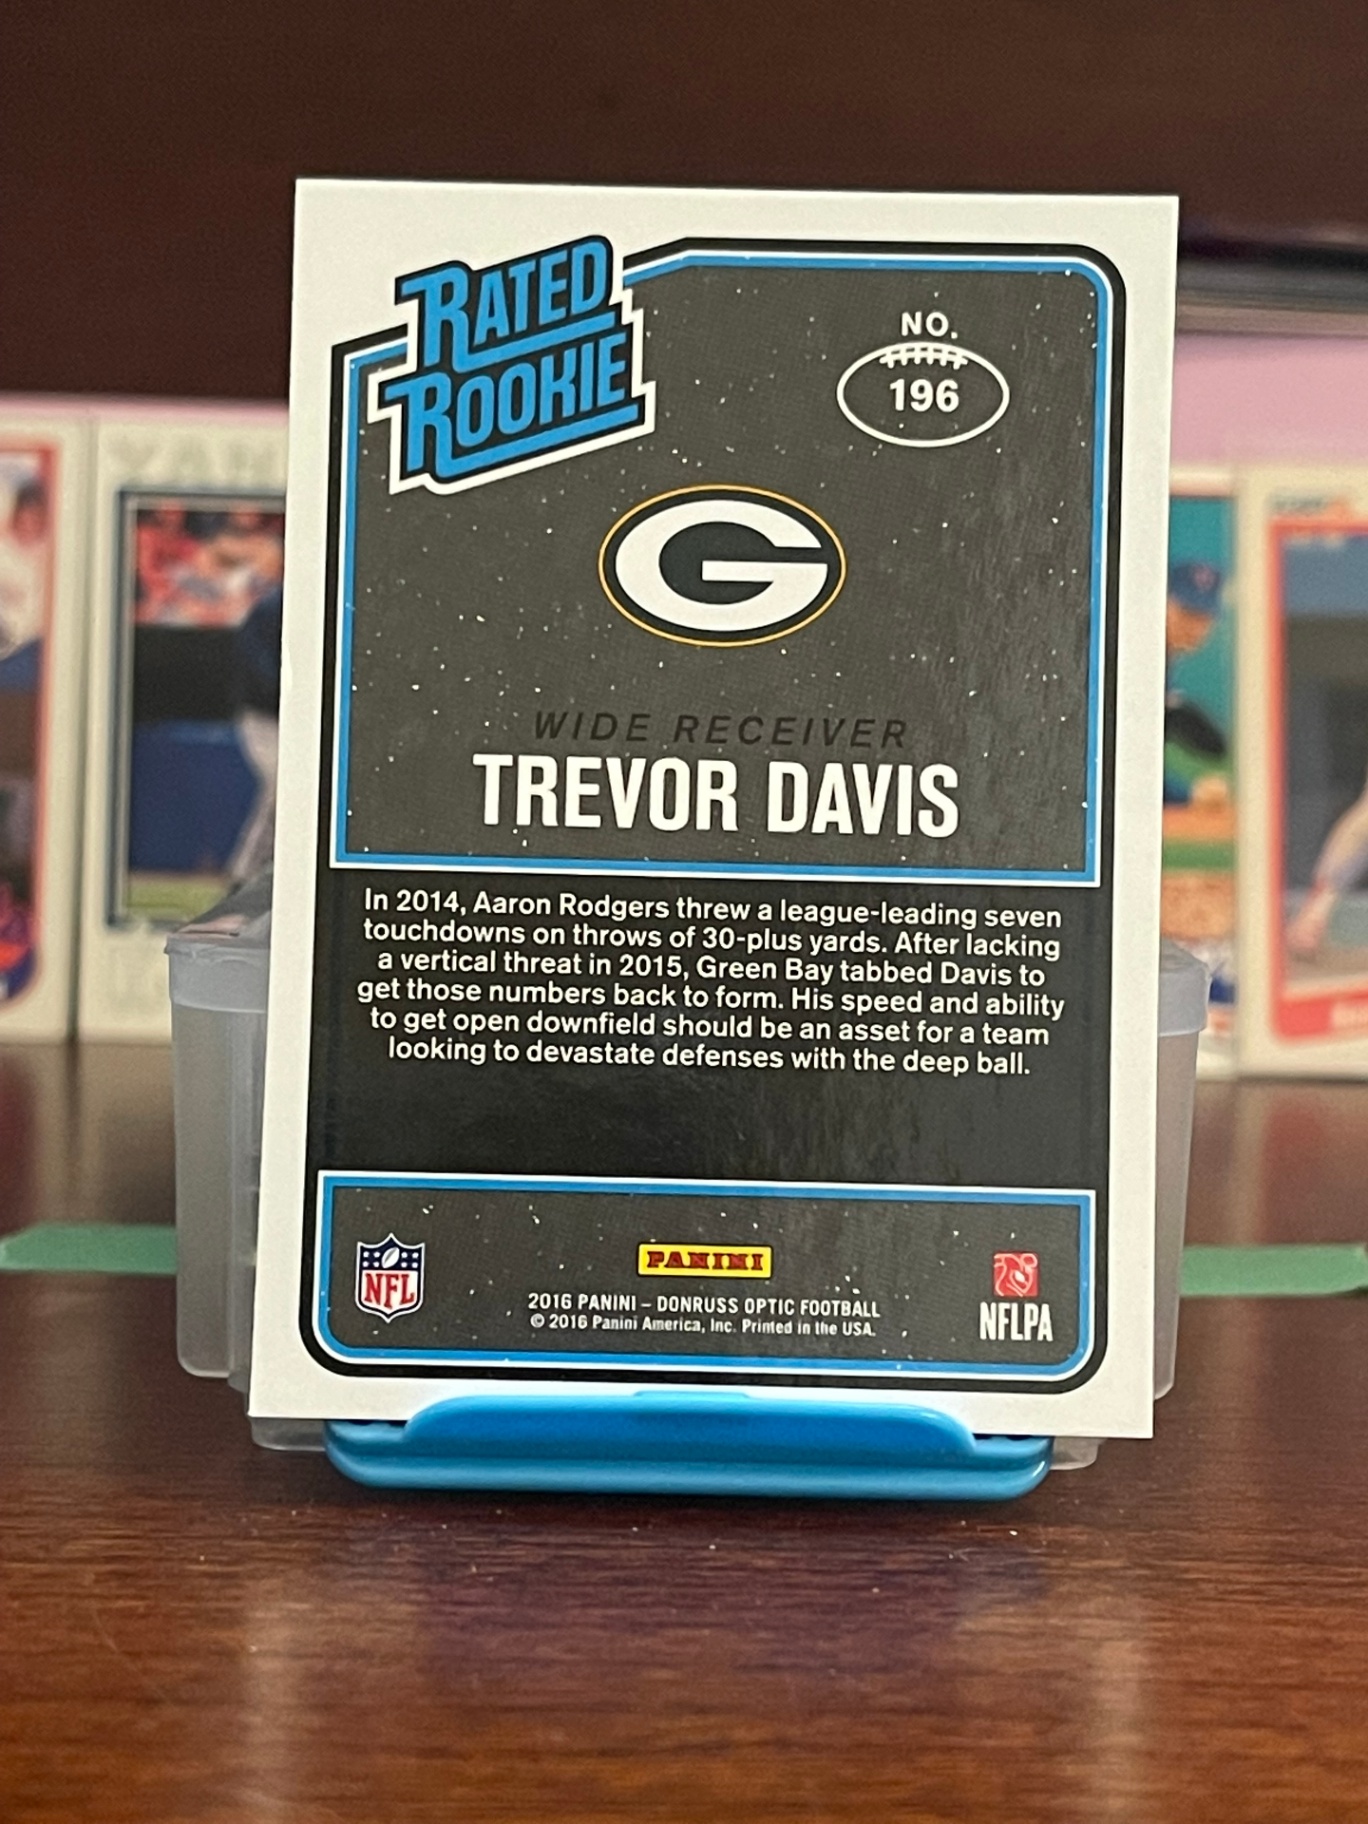 RATED
ROOKIE
NO.
196
G
WIDE RECEIVER
TREVOR DAVIS
In 2014, Aaron Rodgers threw a league-leading seven
touchdowns on throws of 30-plus yards. After lacking
a vertical threat in 2015, Green Bay tabbed Davis to
get those numbers back to form. His speed and ability
to get open downfield should be an asset for a team
looking to devastate defenses with the deep ball.
NFL
PANINI
2016 PANINI – DONRUSS OPTIC FOOTBALL
© 2016 Panini America, Inc. Printed in the USA.
NFLPA